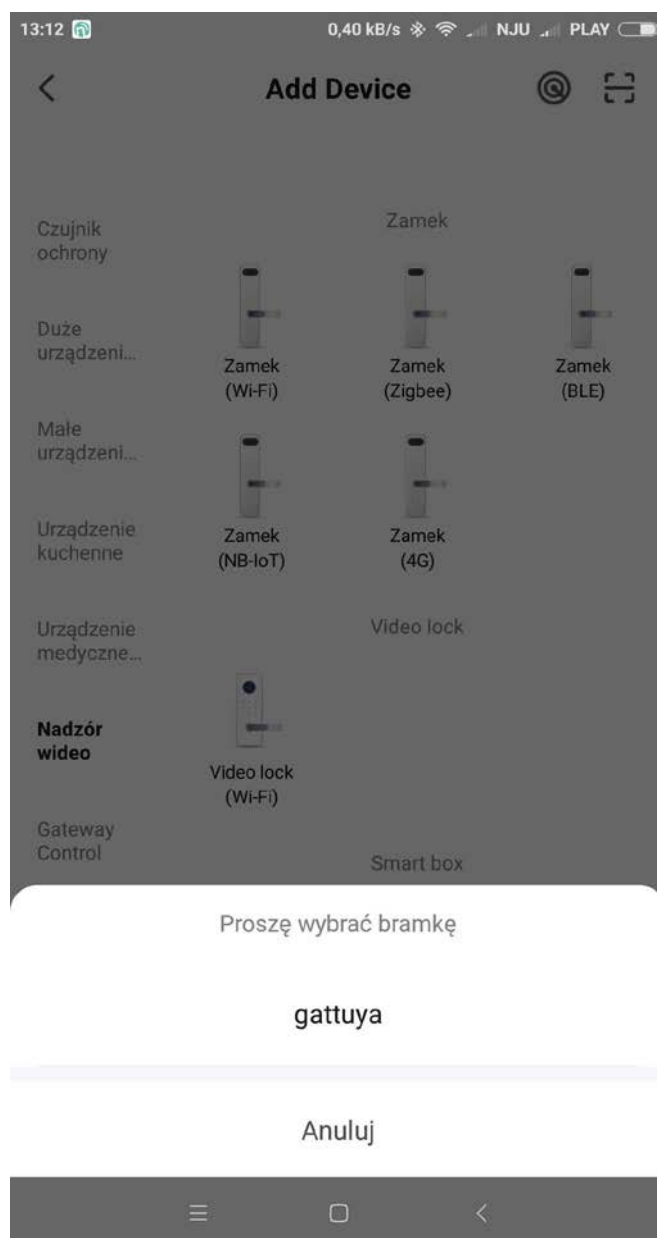 13:12 0,40 kB/s NJU PLAY
Add Device
Czujnik
ochrony
Zamek
Duże
urządzeni...
Zamek
(Wi-Fi)
Zamek
(Zigbee)
Zamek
(BLE)
Małe
urządzeni...
Urządzenie
kuchenne
Zamek
(NB-IoT)
Zamek
(4G)
Urządzenie
medyczne...
Video lock
Nadzór
wideo
Video lock
(Wi-Fi)
Gateway
Control
Smart box
Proszę wybrać bramkę
gattuya
Anuluj